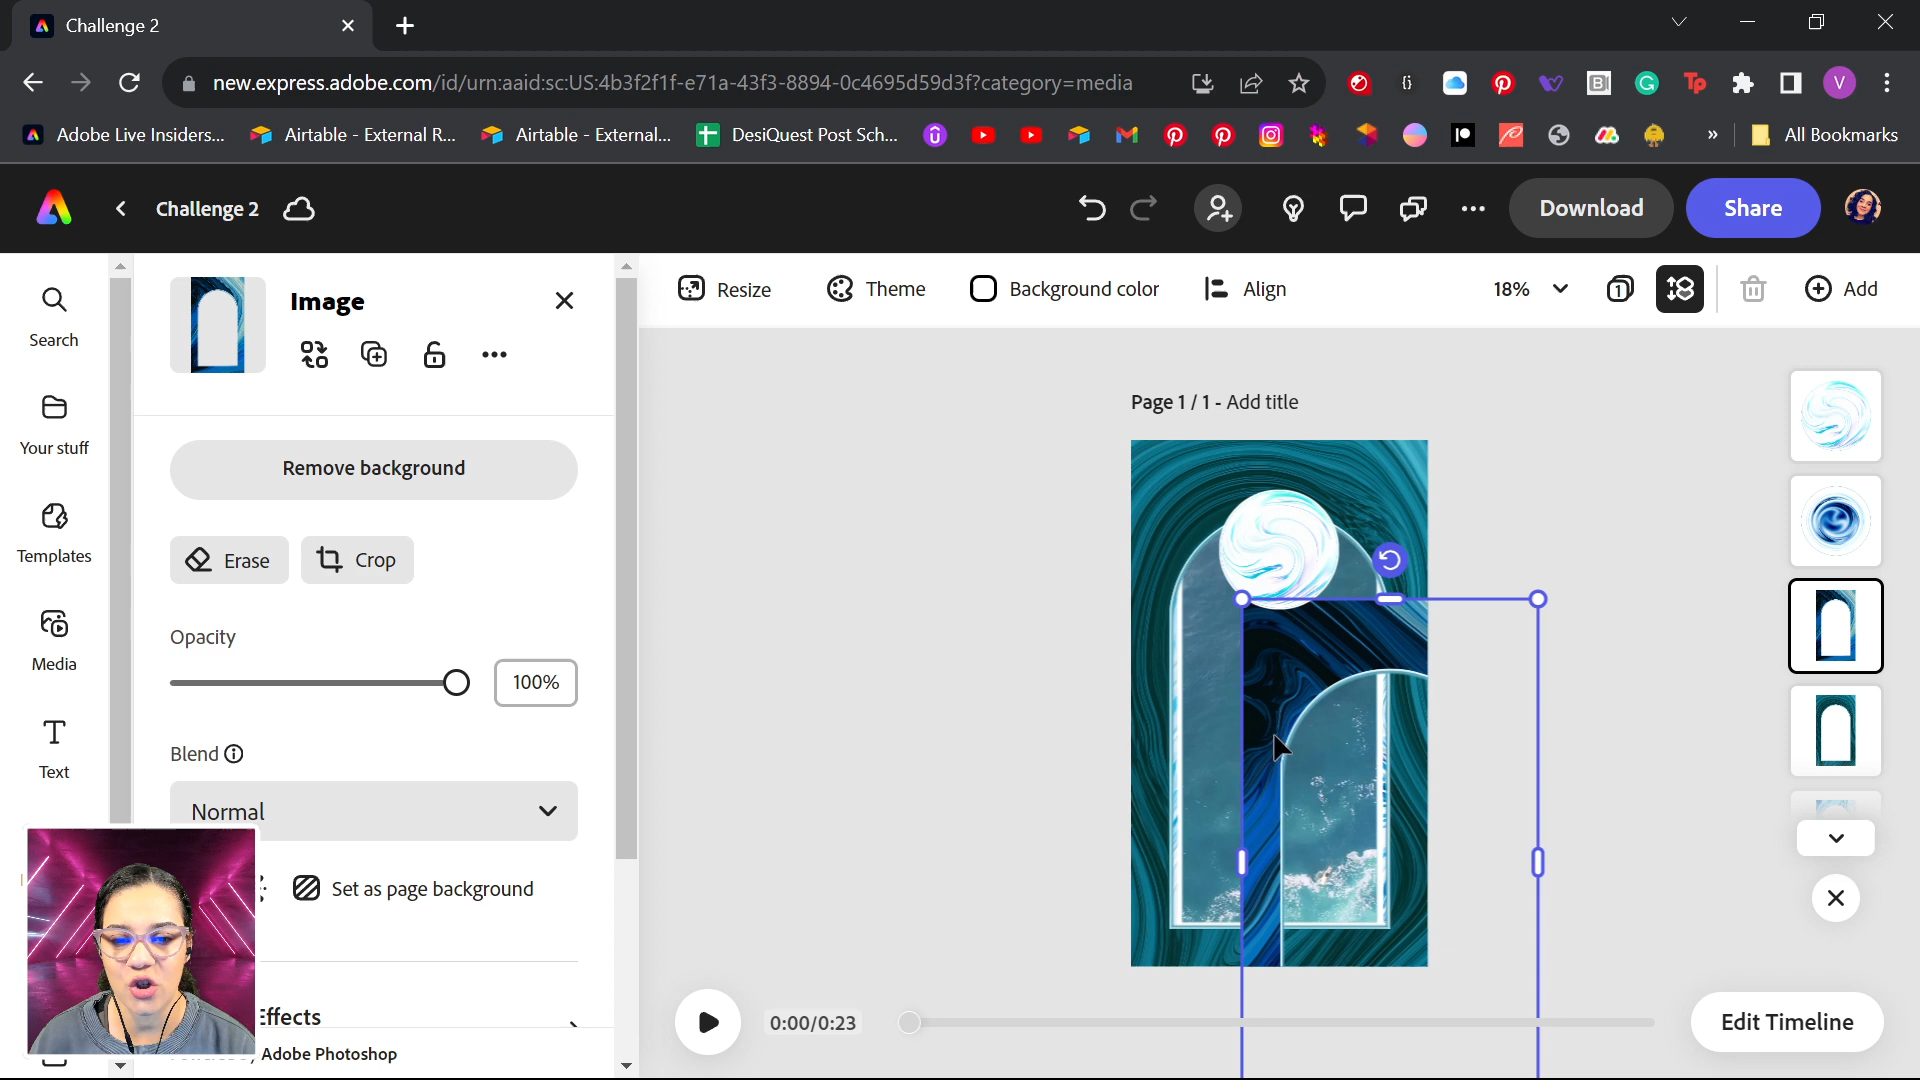 Challenge 2
new.express.adobe.com/id/urn:aaid:sc:US:4b3f2f1f-e71a-43f3-8894-0c4695d59d3f?category=media
V
Adobe Live Insiders...
Airtable - External R...
Airtable - External...
DesiQuest Post Sch...
All Bookmarks
Challenge 2
Download
Share
Search
Your stuff
Templates
Media
Text
Image
Remove background
Erase
Crop
Opacity
100%
Blend
Normal
Set as page background
Effects
Adobe Photoshop
Resize
Theme
Background color
Align
18%
1
Add
Page 1 / 1 - Add title
0:00/0:23
Edit Timeline